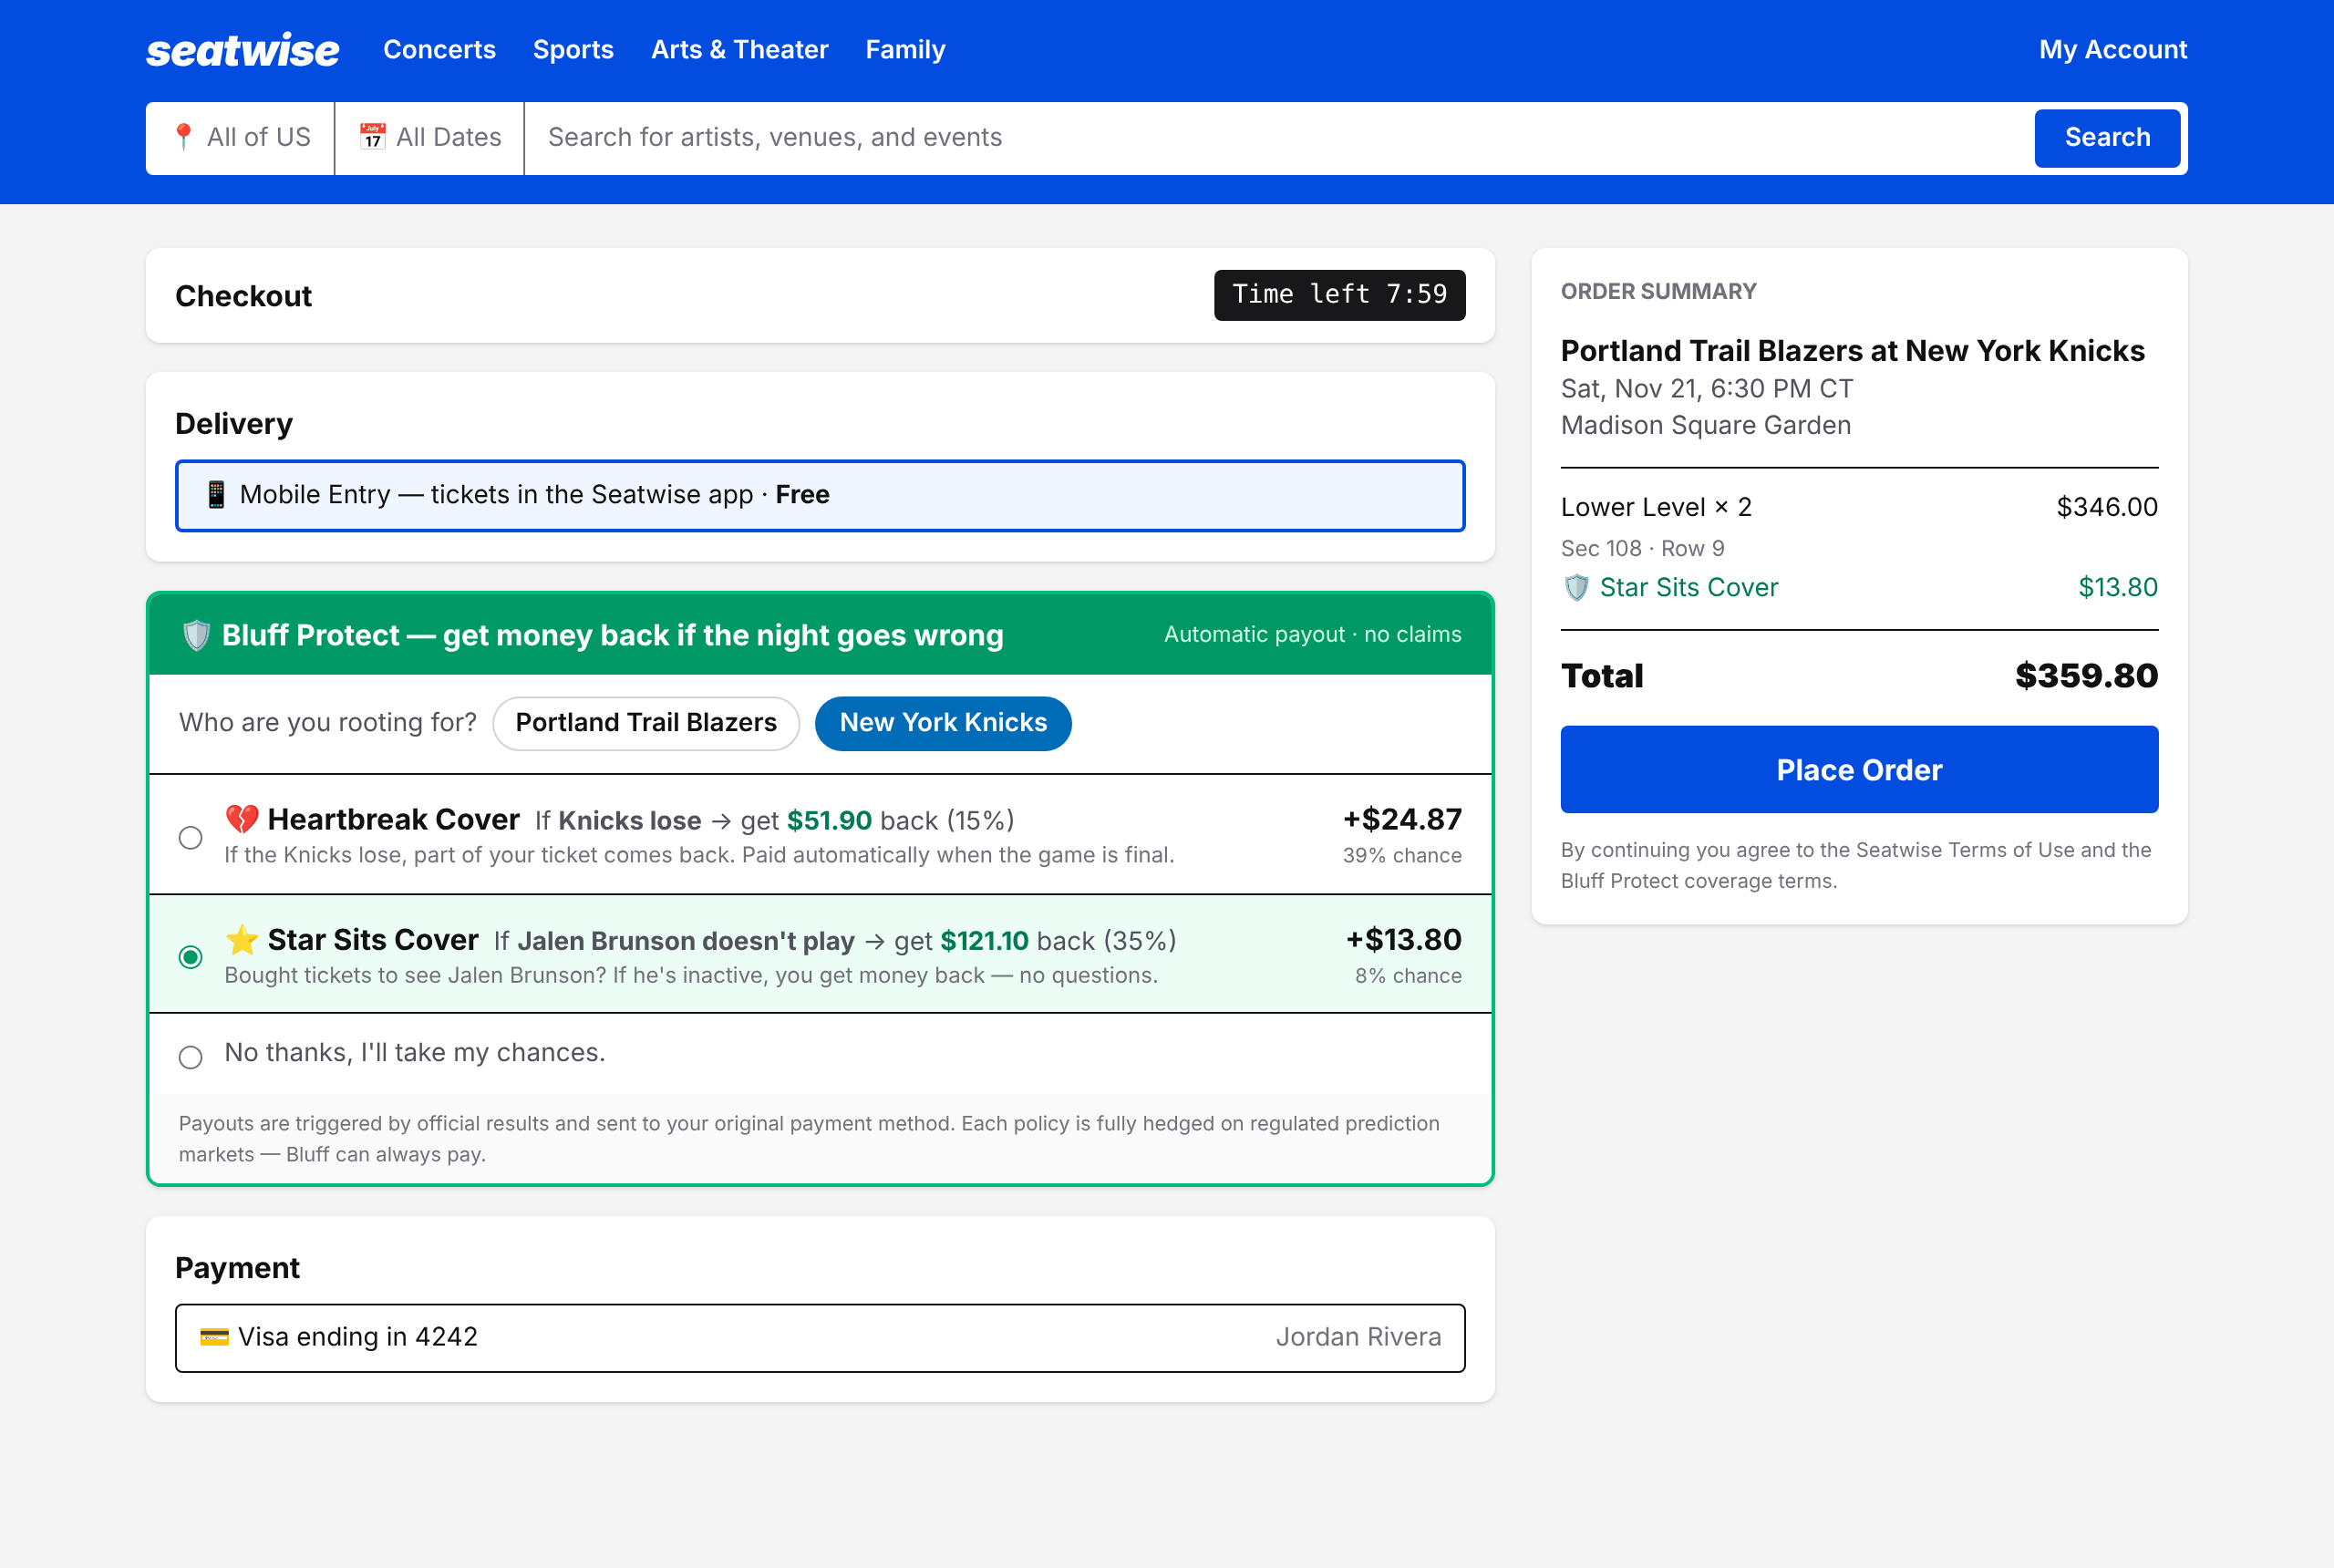 seatwise Concerts Sports Arts & Theater Family My Account
All of US July All Dates Search for artists, venues, and events Search
Checkout Time left 7:59
Delivery
Mobile Entry — tickets in the Seatwise app · Free
Bluff Protect — get money back if the night goes wrong Automatic payout · no claims
Who are you rooting for? Portland Trail Blazers New York Knicks
Heartbreak Cover If Knicks lose → get $51.90 back (15%) +$24.87
If the Knicks lose, part of your ticket comes back. Paid automatically when the game is final. 39% chance
Star Sits Cover If Jalen Brunson doesn't play → get $121.10 back (35%) +$13.80
Bought tickets to see Jalen Brunson? If he's inactive, you get money back — no questions. 8% chance
No thanks, I'll take my chances.
Payouts are triggered by official results and sent to your original payment method. Each policy is fully hedged on regulated prediction
markets — Bluff can always pay.
Payment
Visa ending in 4242 Jordan Rivera
ORDER SUMMARY
Portland Trail Blazers at New York Knicks
Sat, Nov 21, 6:30 PM CT
Madison Square Garden
Lower Level × 2 $346.00
Sec 108 · Row 9
Star Sits Cover $13.80
Total $359.80
Place Order
By continuing you agree to the Seatwise Terms of Use and the
Bluff Protect coverage terms.